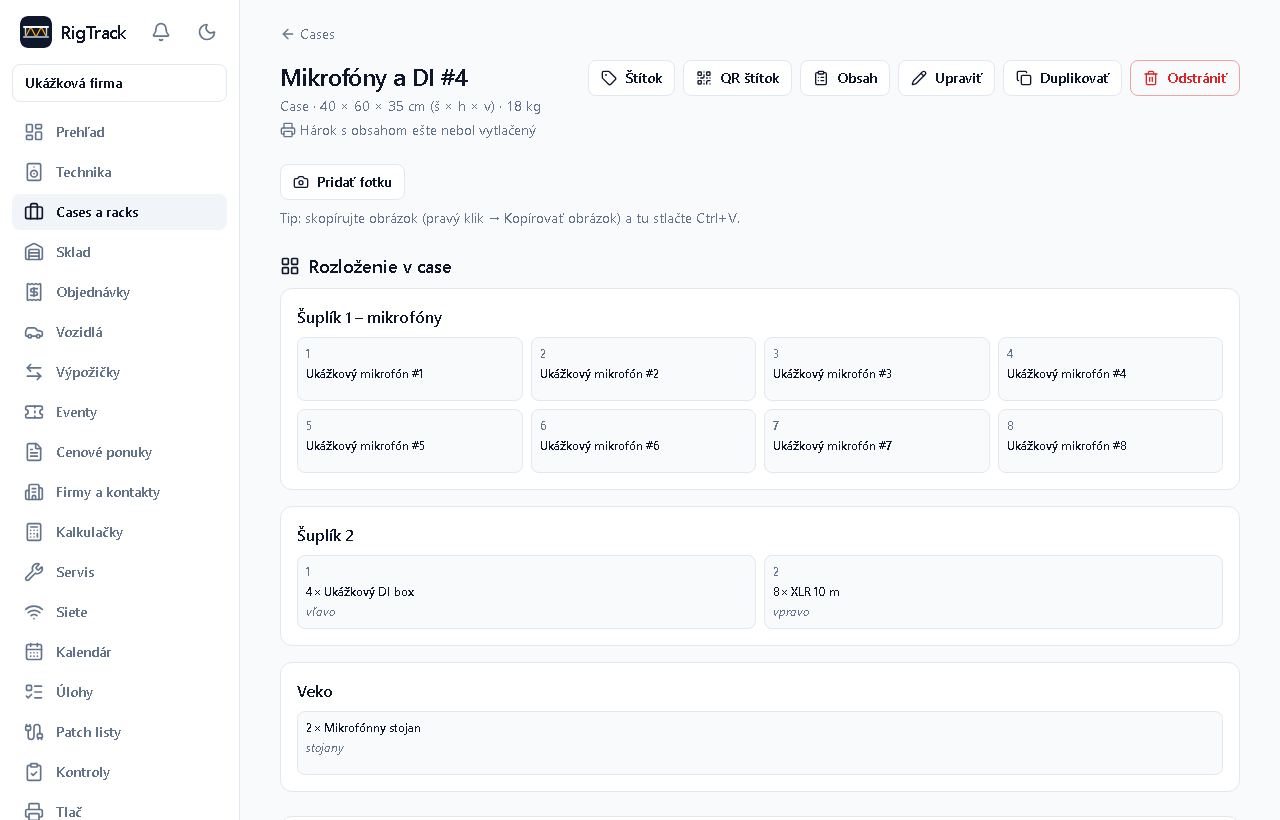 RigTrack
Ukážková firma
Prehľad
Technika
Cases a racks
Sklad
Objednávky
Vozidlá
Výpožičky
Eventy
Cenové ponuky
Firmy a kontakty
Kalkulačky
Servis
Siete
Kalendár
Úlohy
Patch listy
Kontroly
Tlač
Cases
Mikrofóny a DI #4
Štítok
QR štítok
Obsah
Upraviť
Duplikovať
Odstrániť
Case · 40 × 60 × 35 cm (š × h × v) · 18 kg
Hárok s obsahom ešte nebol vytlačený
Pridať fotku
Tip: skopírujte obrázok (pravý klik → Kopírovať obrázok) a tu stlačte Ctrl+V.
Rozloženie v case
Šuplík 1 – mikrofóny
1
Ukážkový mikrofón #1
2
Ukážkový mikrofón #2
3
Ukážkový mikrofón #3
4
Ukážkový mikrofón #4
5
Ukážkový mikrofón #5
6
Ukážkový mikrofón #6
7
Ukážkový mikrofón #7
8
Ukážkový mikrofón #8
Šuplík 2
1
4 × Ukážkový DI box
vľavo
2
8 × XLR 10 m
vpravo
Veko
2 × Mikrofónny stojan
stojany